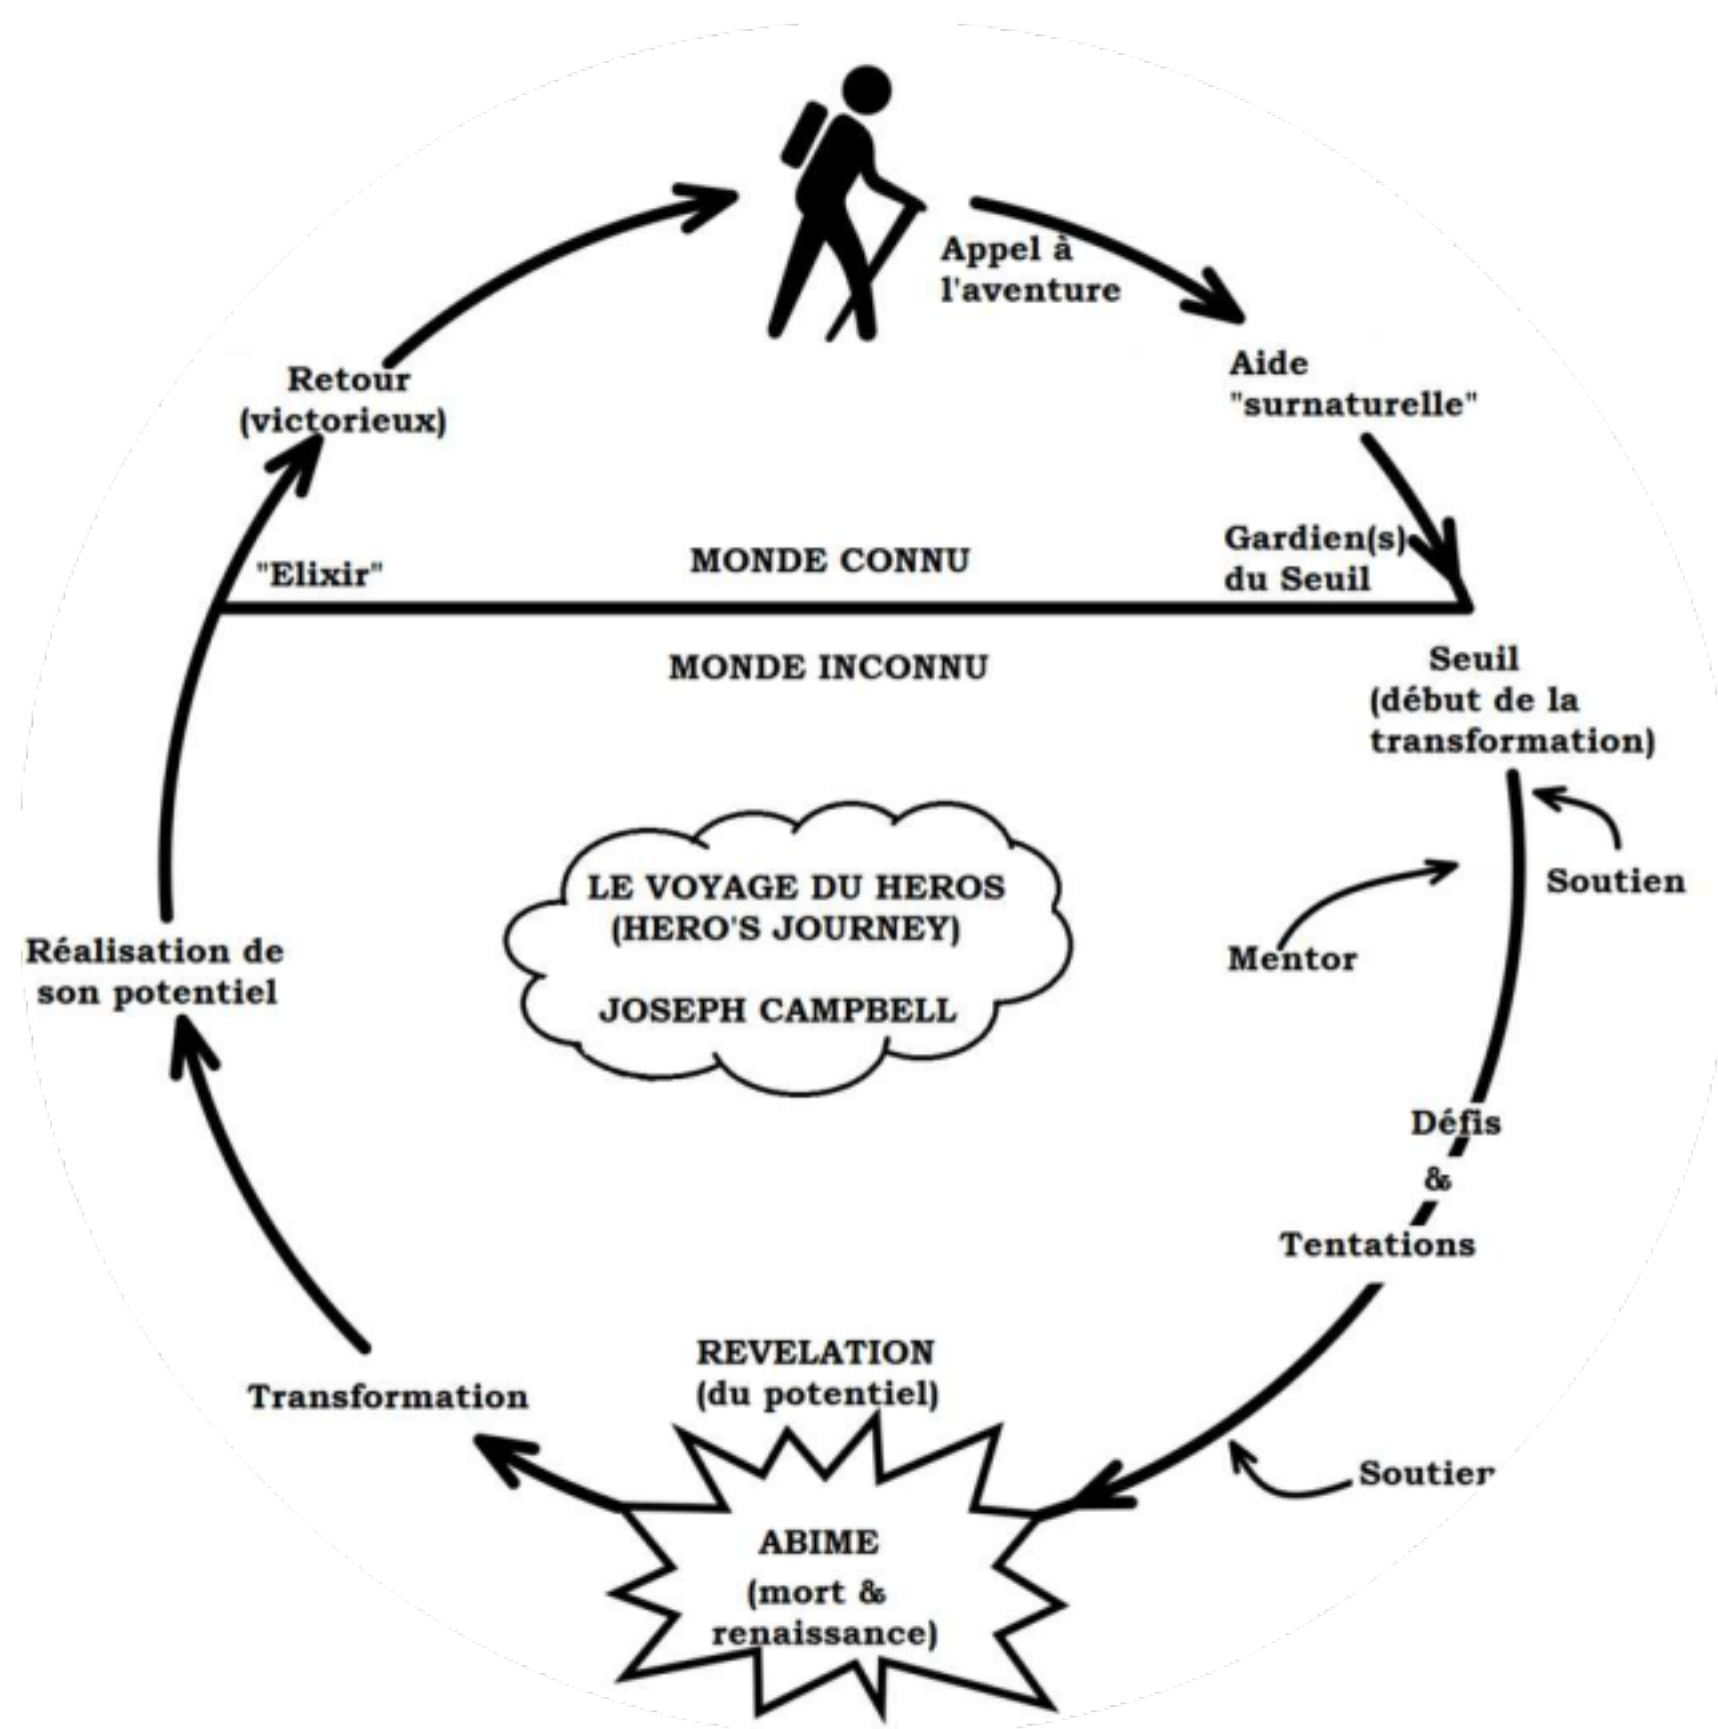 Appel à
l'aventure
Aide
"surnaturelle"
Gardien(s)
du Seuil
MONDE CONNU
MONDE INCONNU
Seuil
(début de la
transformation)
Soutien
Mentor
Défis
&
Tentations
Soutier
ABIME
(mort &
renaissance)
REVELATION
(du potentiel)
Transformation
Réalisation de
son potentiel
"Elixir"
Retour
(victorieux)
LE VOYAGE DU HEROS
(HERO'S JOURNEY)
JOSEPH CAMPBELL